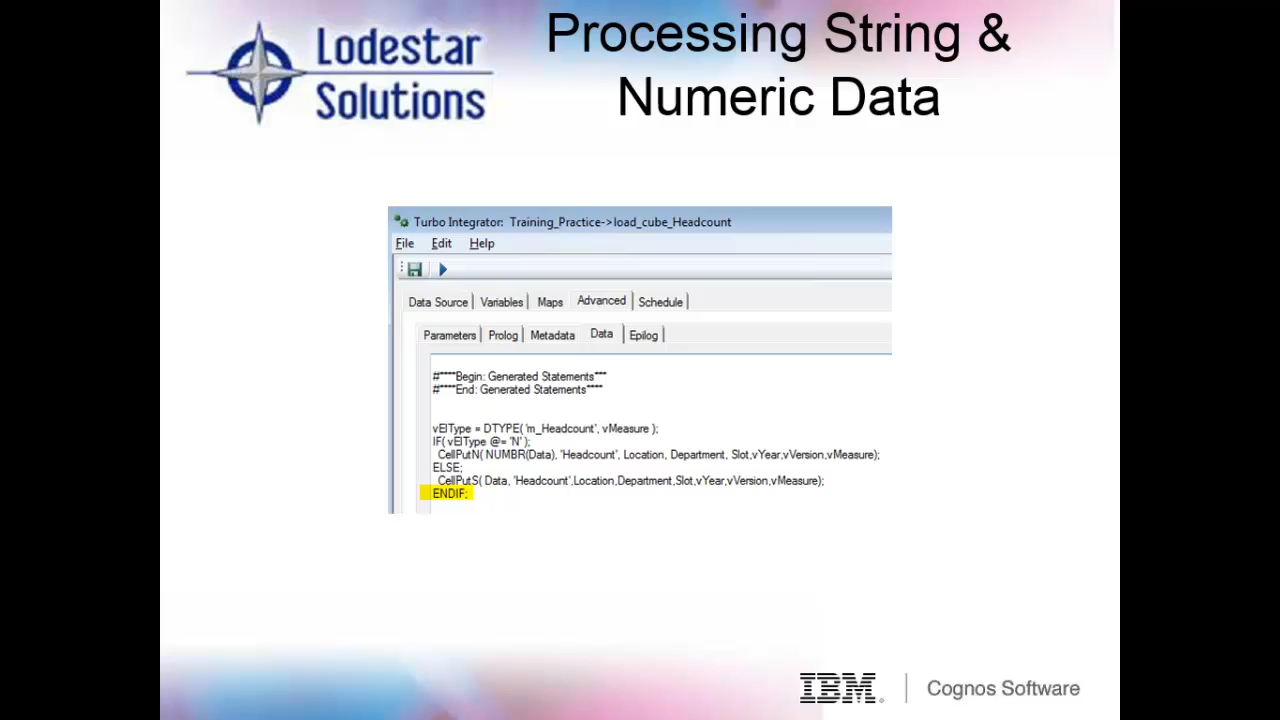 Lodestar
Solutions
Processing String &
Numeric Data
Turbo Integrator: Training_Practice->load_cube_Headcount
File Edit Help
Data Source Variables Maps Advanced Schedule
Parameters Prolog Metadata Data Epilog
#****Begin: Generated Statements***
#****End: Generated Statements****
vElType = DTYPE( 'm_Headcount', vMeasure );
IF( vElType @= 'N' );
CellPutN( NUMBR(Data), 'Headcount', Location, Department, Slot,vYear,vVersion,vMeasure);
ELSE;
CellPutS( Data, 'Headcount',Location,Department,Slot,vYear,vVersion,vMeasure);
ENDIF;
IBM. Cognos Software